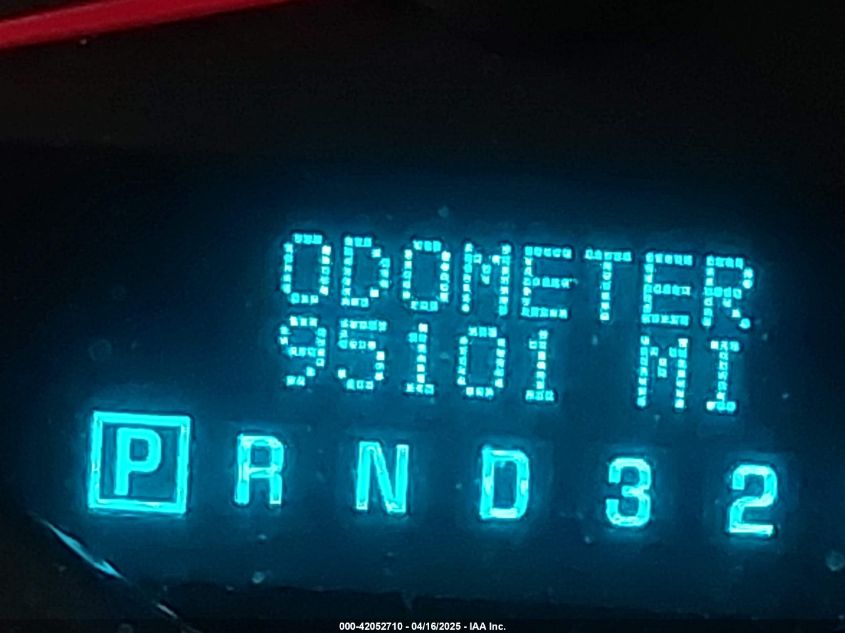 ODOMETER
95101 MI
P R N D 3 2
000-42052710 - 04/16/2025 - IAA Inc.